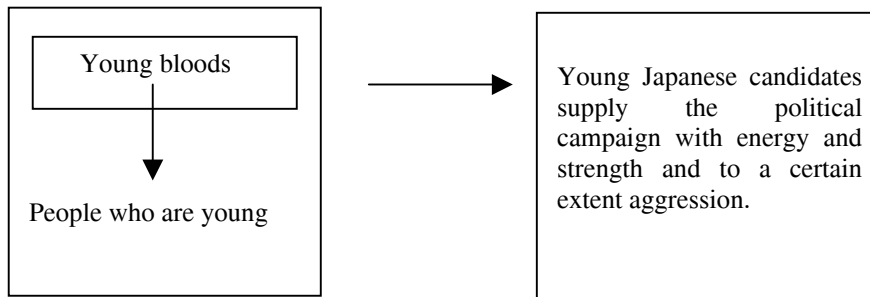 Young bloods
People who are young
Young Japanese candidates
supply the political
campaign with energy and
strength and to a certain
extent aggression.